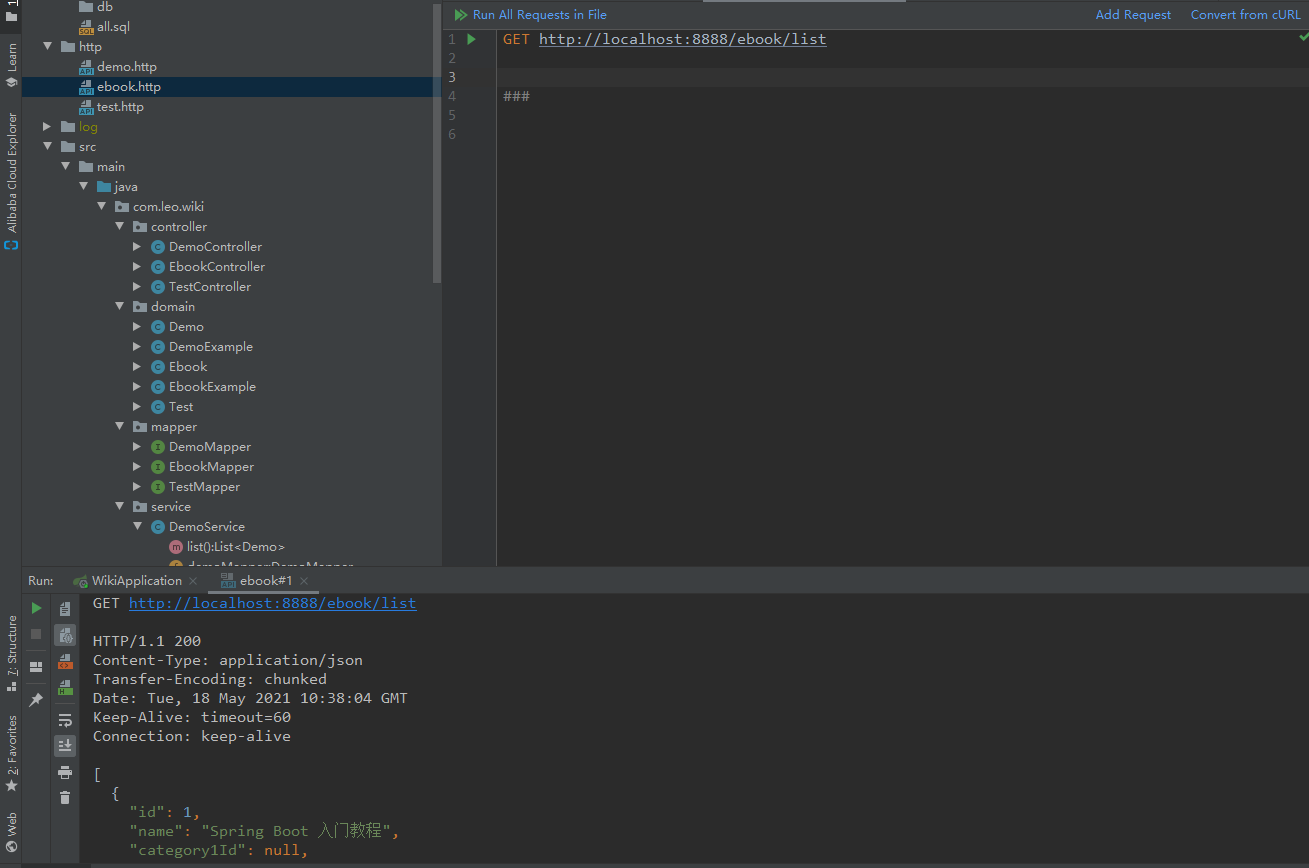 1
Learn
Alibaba Cloud Explorer
7: Structure
2: Favorites
Web
db
all.sql
http
demo.http
ebook.http
test.http
log
src
main
java
com.leo.wiki
controller
DemoController
EbookController
TestController
domain
Demo
DemoExample
Ebook
EbookExample
Test
mapper
DemoMapper
EbookMapper
TestMapper
service
DemoService
list():List<Demo>
demoMapper:DemoMapper
Run All Requests in File Add Request Convert from cURL
1 GET http://localhost:8888/ebook/list
2
3
4 ###
5
6
Run: WikiApplication ebook#1
GET http://localhost:8888/ebook/list
HTTP/1.1 200
Content-Type: application/json
Transfer-Encoding: chunked
Date: Tue, 18 May 2021 10:38:04 GMT
Keep-Alive: timeout=60
Connection: keep-alive
[
{
"id": 1,
"name": "Spring Boot 入门教程",
"category1Id": null,